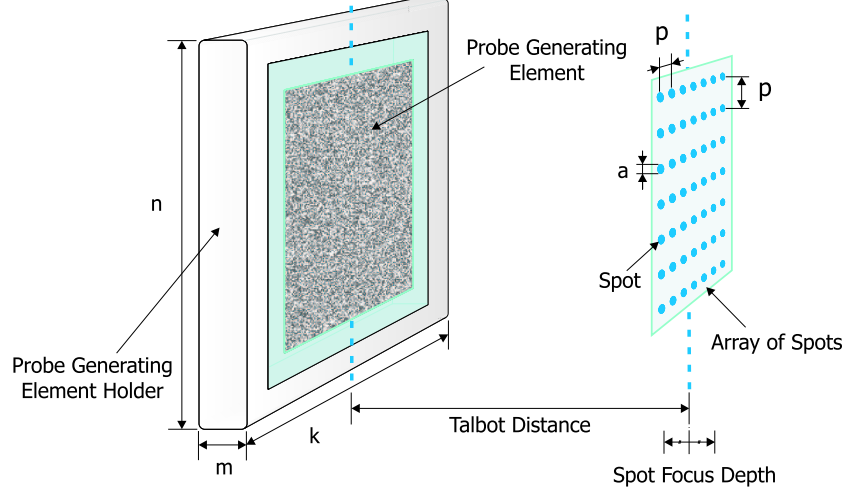 p
Probe Generating
Element
p
a
n
Spot
Array of Spots
Probe Generating
Element Holder
Talbot Distance
k
m
Spot Focus Depth